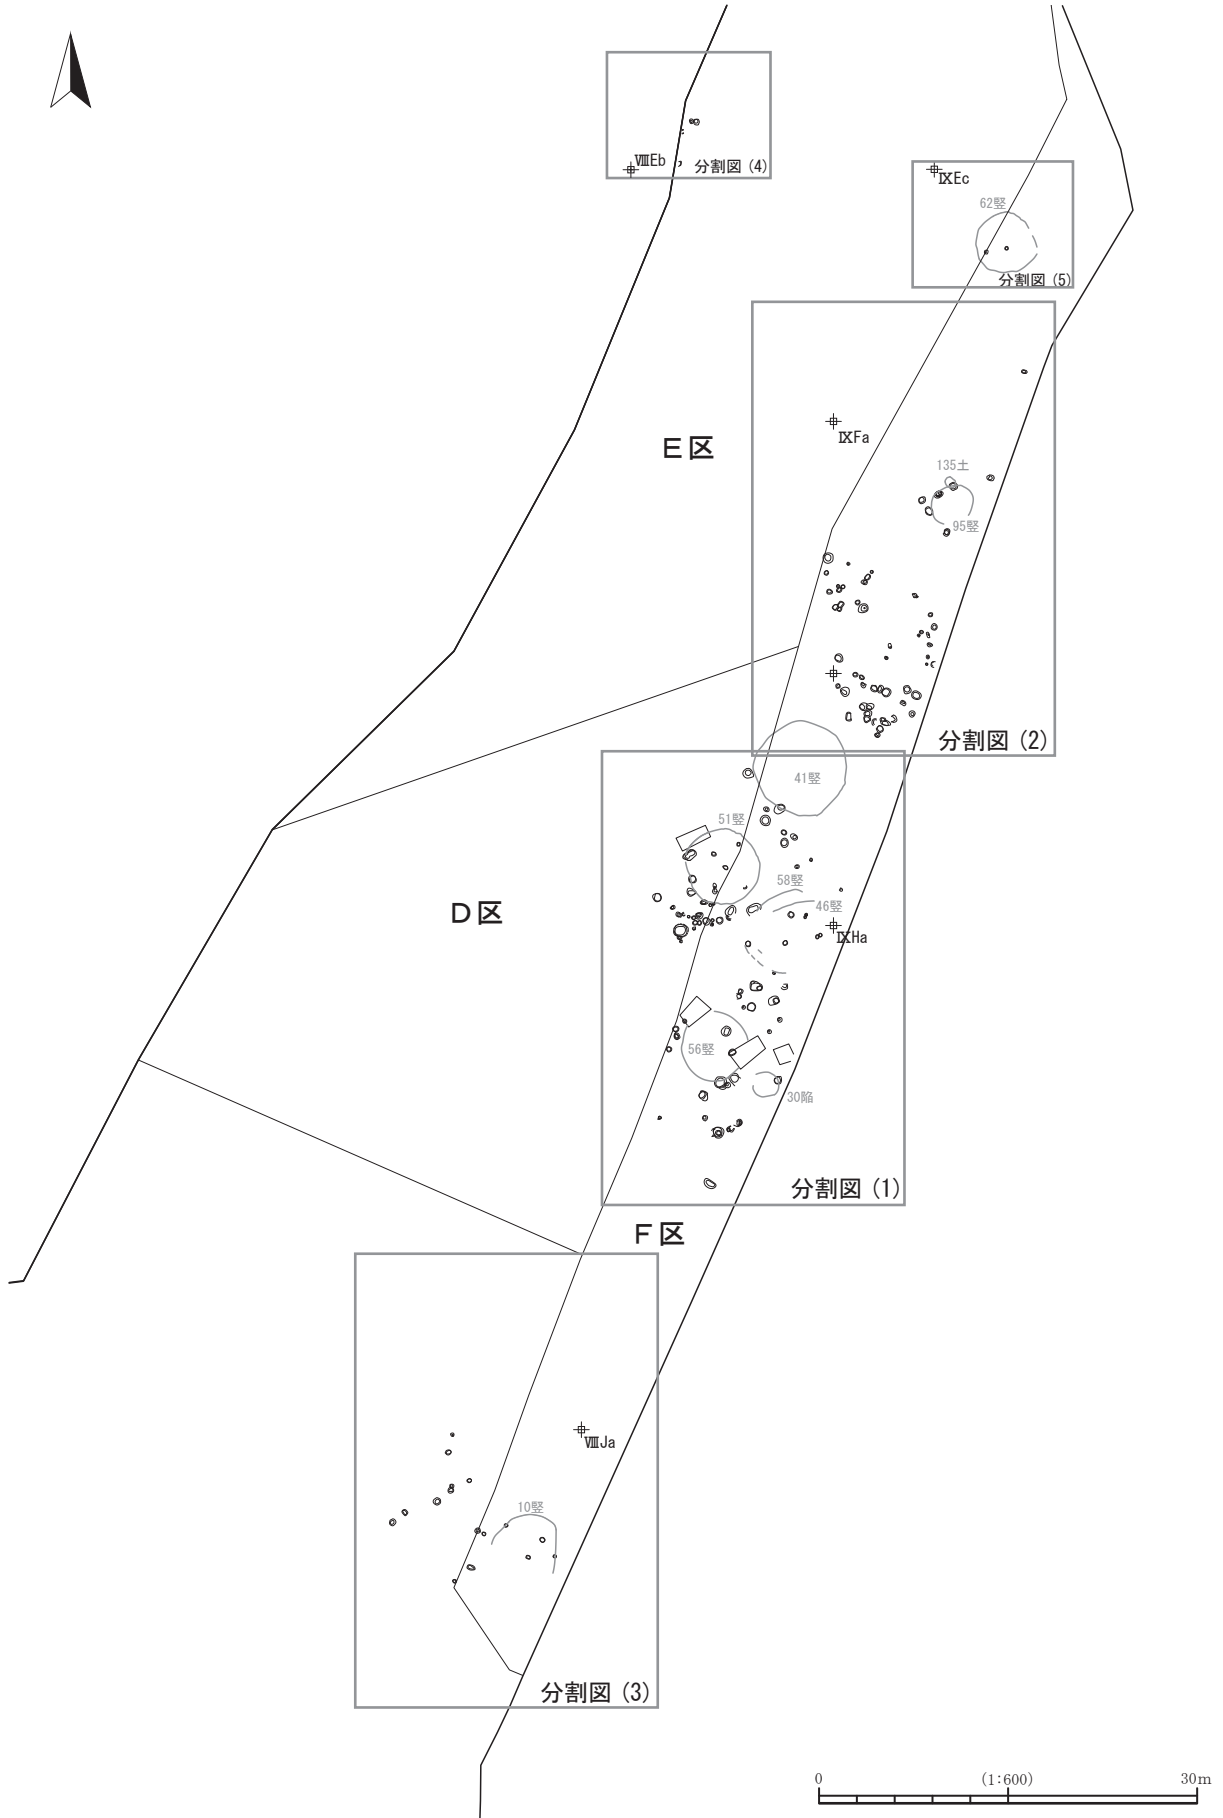 ⅧEb
分割図 (4)
ⅨEc
62竪
分割図 (5)
ⅨFa
E区
135土
95竪
分割図 (2)
41竪
51竪
58竪
46竪
D区
ⅨHa
56竪
30陥
分割図 (1)
F区
ⅧJa
10竪
分割図 (3)
0 (1:600) 30m